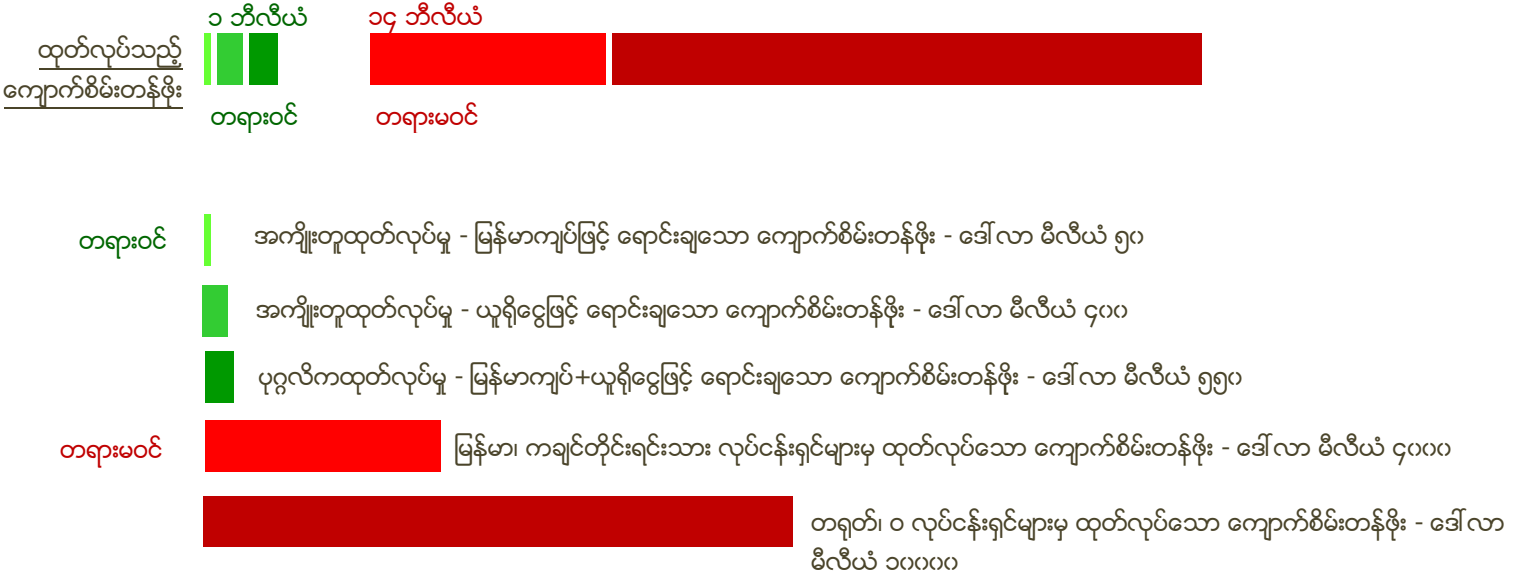 ၁ ဘီလီယံ ၁၄ ဘီလီယံ
ထုတ်လုပ်သည့်
ကျောက်စိမ်းတန်ဖိုး
တရားဝင် တရားမဝင်
တရားဝင် အကျိုးတူထုတ်လုပ်မှု - မြန်မာကျပ်ဖြင့် ရောင်းချသော ကျောက်စိမ်းတန်ဖိုး - ဒေါ်လာ မီလီယံ ၅၀
အကျိုးတူထုတ်လုပ်မှု - ယူရိုငွေဖြင့် ရောင်းချသော ကျောက်စိမ်းတန်ဖိုး - ဒေါ်လာ မီလီယံ ၄၀၀
ပုဂ္ဂလိကထုတ်လုပ်မှု - မြန်မာကျပ်+ယူရိုငွေဖြင့် ရောင်းချသော ကျောက်စိမ်းတန်ဖိုး - ဒေါ်လာ မီလီယံ ၅၅၀
တရားမဝင် မြန်မာ၊ ကချင်တိုင်းရင်းသား လုပ်ငန်းရှင်များမှ ထုတ်လုပ်သော ကျောက်စိမ်းတန်ဖိုး - ဒေါ်လာ မီလီယံ ၄၀၀၀
တရုတ်၊ ဝ လုပ်ငန်းရှင်များမှ ထုတ်လုပ်သော ကျောက်စိမ်းတန်ဖိုး - ဒေါ်လာ
မီလီယံ ၁၀၀၀၀